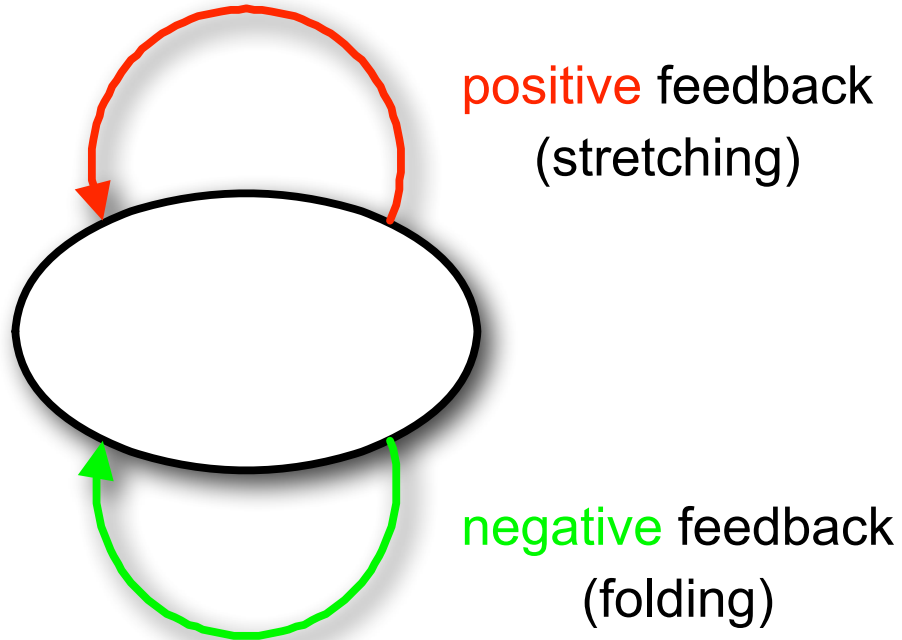 positive feedback
(stretching)
negative feedback
(folding)